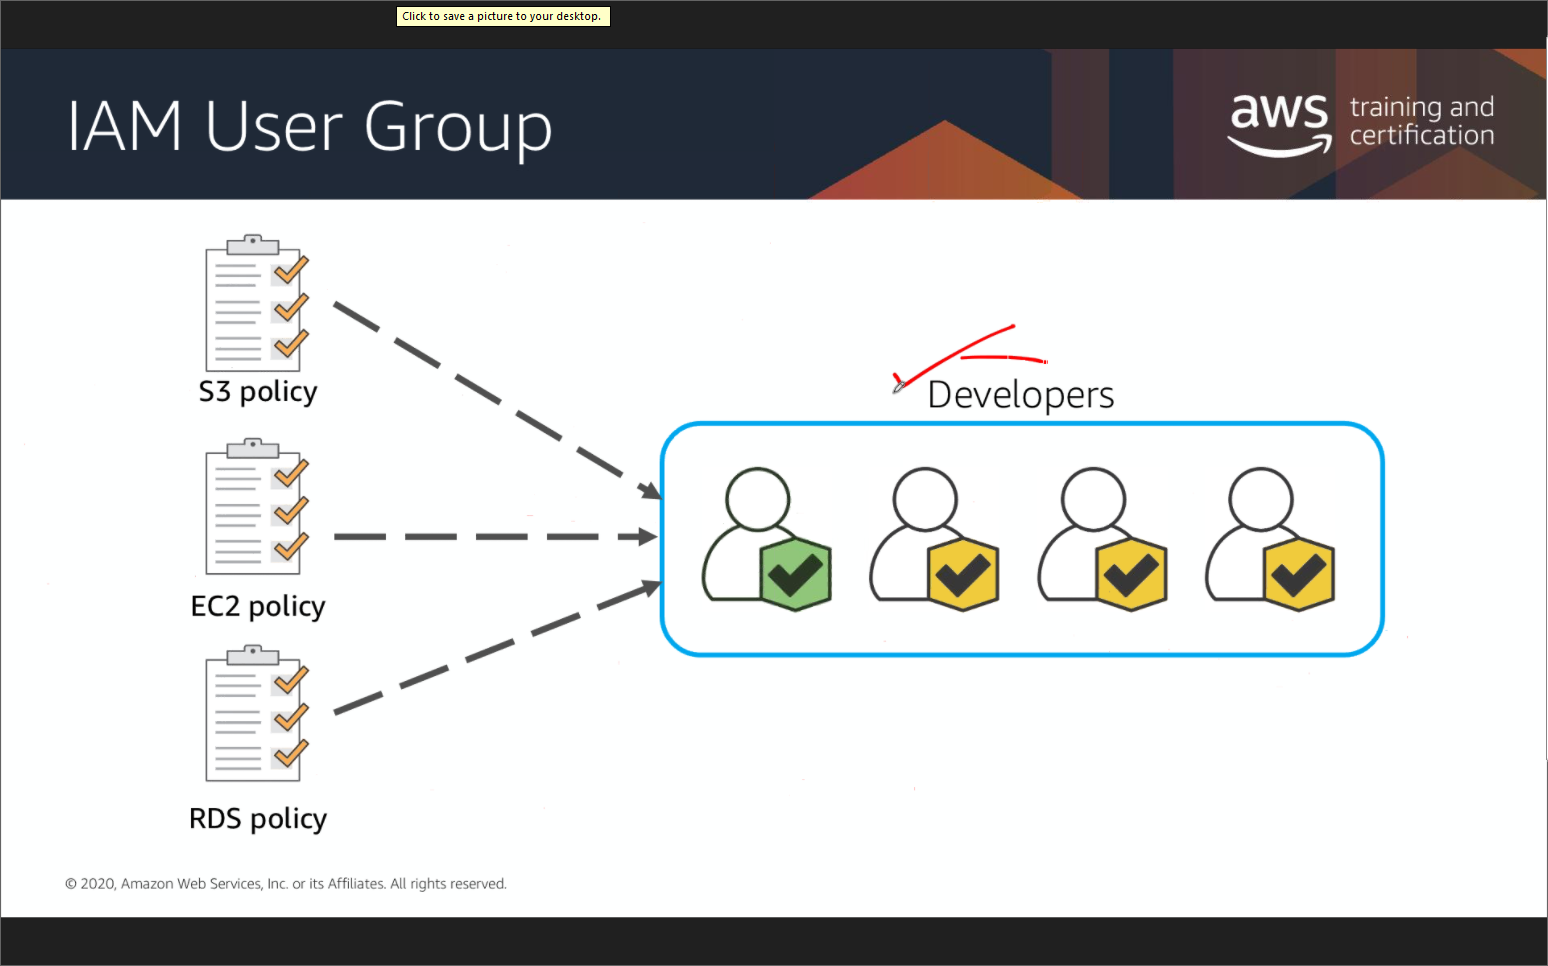 Click to save a picture to your desktop.
IAM User Group
aws training and
certification
S3 policy
Developers
EC2 policy
RDS policy
© 2020, Amazon Web Services, Inc. or its Affiliates. All rights reserved.